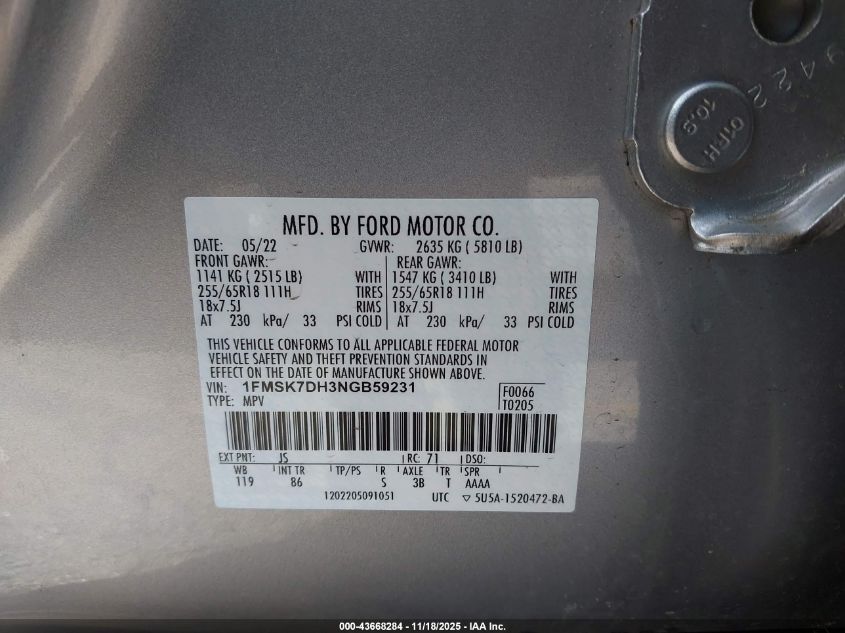 9422
01FH
10.9
MFD. BY FORD MOTOR CO.
DATE: 05/22 GVWR: 2635 KG ( 5810 LB)
FRONT GAWR: REAR GAWR:
1141 KG ( 2515 LB) WITH 1547 KG ( 3410 LB) WITH
255/65R18 111H TIRES 255/65R18 111H TIRES
18x7.5J RIMS 18x7.5J RIMS
AT 230 kPa/ 33 PSI COLD AT 230 kPa/ 33 PSI COLD
THIS VEHICLE CONFORMS TO ALL APPLICABLE FEDERAL MOTOR
VEHICLE SAFETY AND THEFT PREVENTION STANDARDS IN
EFFECT ON THE DATE OF MANUFACTURE SHOWN ABOVE.
VIN: 1FMSK7DH3NGB59231 F0066
TYPE: MPV T0205
EXT PNT: JS RC: 71 DSO:
WB INT TR TP/PS R AXLE TR SPR
119 86 S 3B T AAAA
1202205091051 UTC ▽ 5U5A-1520472-BA
000-43668284 - 11/18/2025 - IAA Inc.